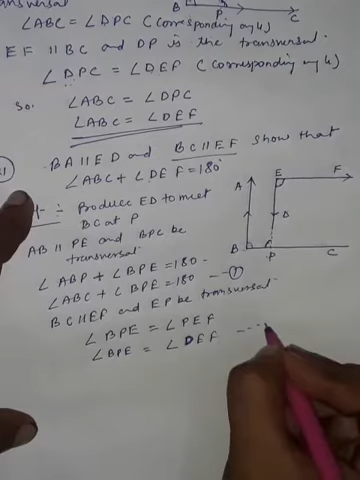 transversal
B P C
∠ABC = ∠DPC (corresponding ang ∠s)
EF ∥ BC and DP is the transversal.
∠DPC = ∠DEF (corresponding ang ∠s)
so. ∠ABC = ∠DPC
∠ABC = ∠DEF
BA ∥ ED and BC ∥ EF show that
∠ABC + ∠DEF = 180°
:- Produce ED to meet
BC at P
AB ∥ PE and BPC be
transversal.
∠ABP + ∠BPE = 180-
∠ABC + ∠BPE = 180 --①
BC ∥ EF and EP be transversal.
∠BPE = ∠PEF
∠BPE = ∠DEF ----
A E F
D
B P C